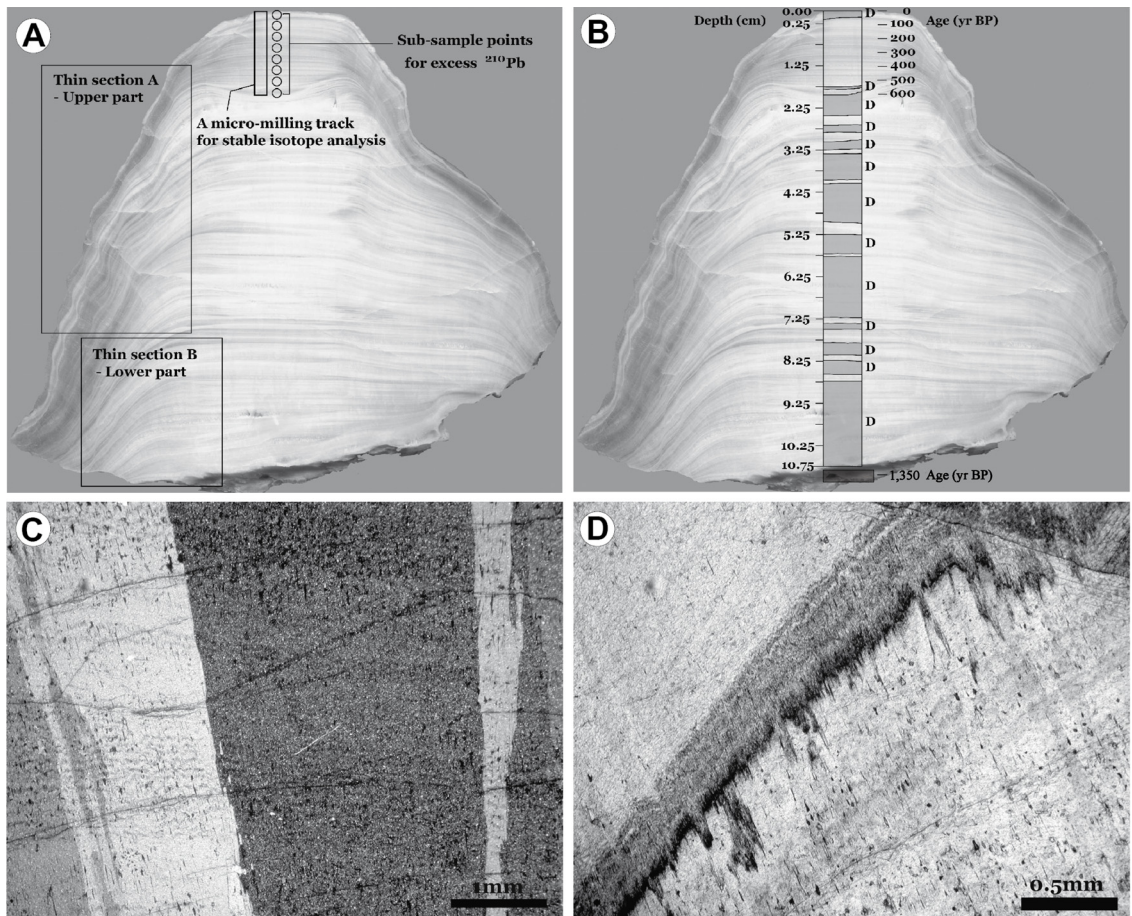 A
Thin section A
- Upper part
Sub-sample points
for excess ²¹⁰Pb
A micro-milling track
for stable isotope analysis
Thin section B
- Lower part
B
Depth (cm)
Age (yr BP)
0.00
0.25
1.25
2.25
3.25
4.25
5.25
6.25
7.25
8.25
9.25
10.25
10.75
D
D
D
D
D
D
D
D
D
D
D
D
D
0
100
200
300
400
500
600
1,350 Age (yr BP)
C
1mm
D
0.5mm